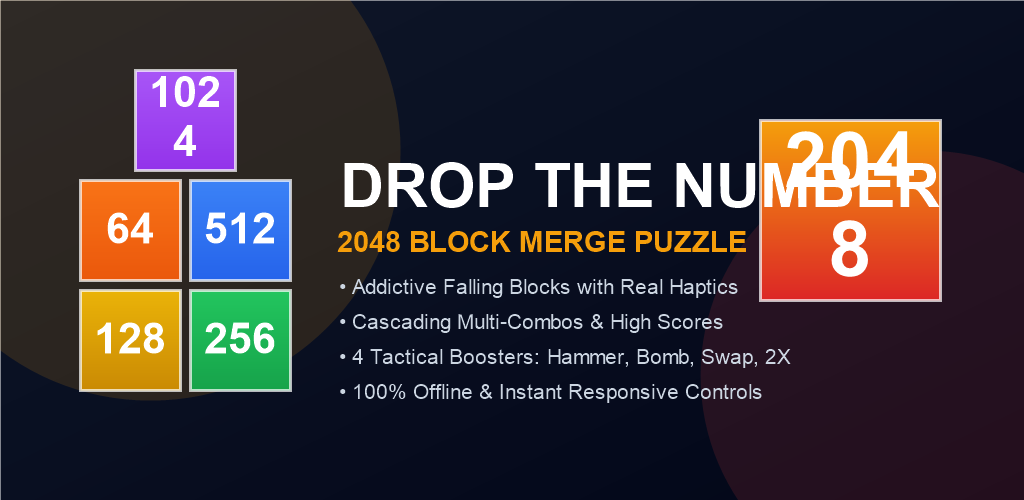 102
4
64
512
128
256
DROP THE NUMBER
2048 BLOCK MERGE PUZZLE
• Addictive Falling Blocks with Real Haptics
• Cascading Multi-Combos & High Scores
• 4 Tactical Boosters: Hammer, Bomb, Swap, 2X
• 100% Offline & Instant Responsive Controls
204
8